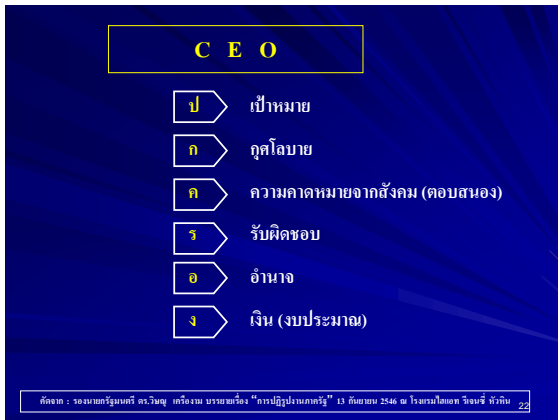 C E O
ป เป้าหมาย
ก กุศโลบาย
ค ความคาดหมายจากสังคม (ตอบสนอง)
ร รับผิดชอบ
อ อำนาจ
ง เงิน (งบประมาณ)
คัดจาก : รองนายกรัฐมนตรี ดร.วิษณุ เครืองาม บรรยายเรื่อง “การปฏิรูปงานภาครัฐ” 13 กันยายน 2546 ณ โรงแรมไฮแอท รีเจนซี่ หัวหิน
22